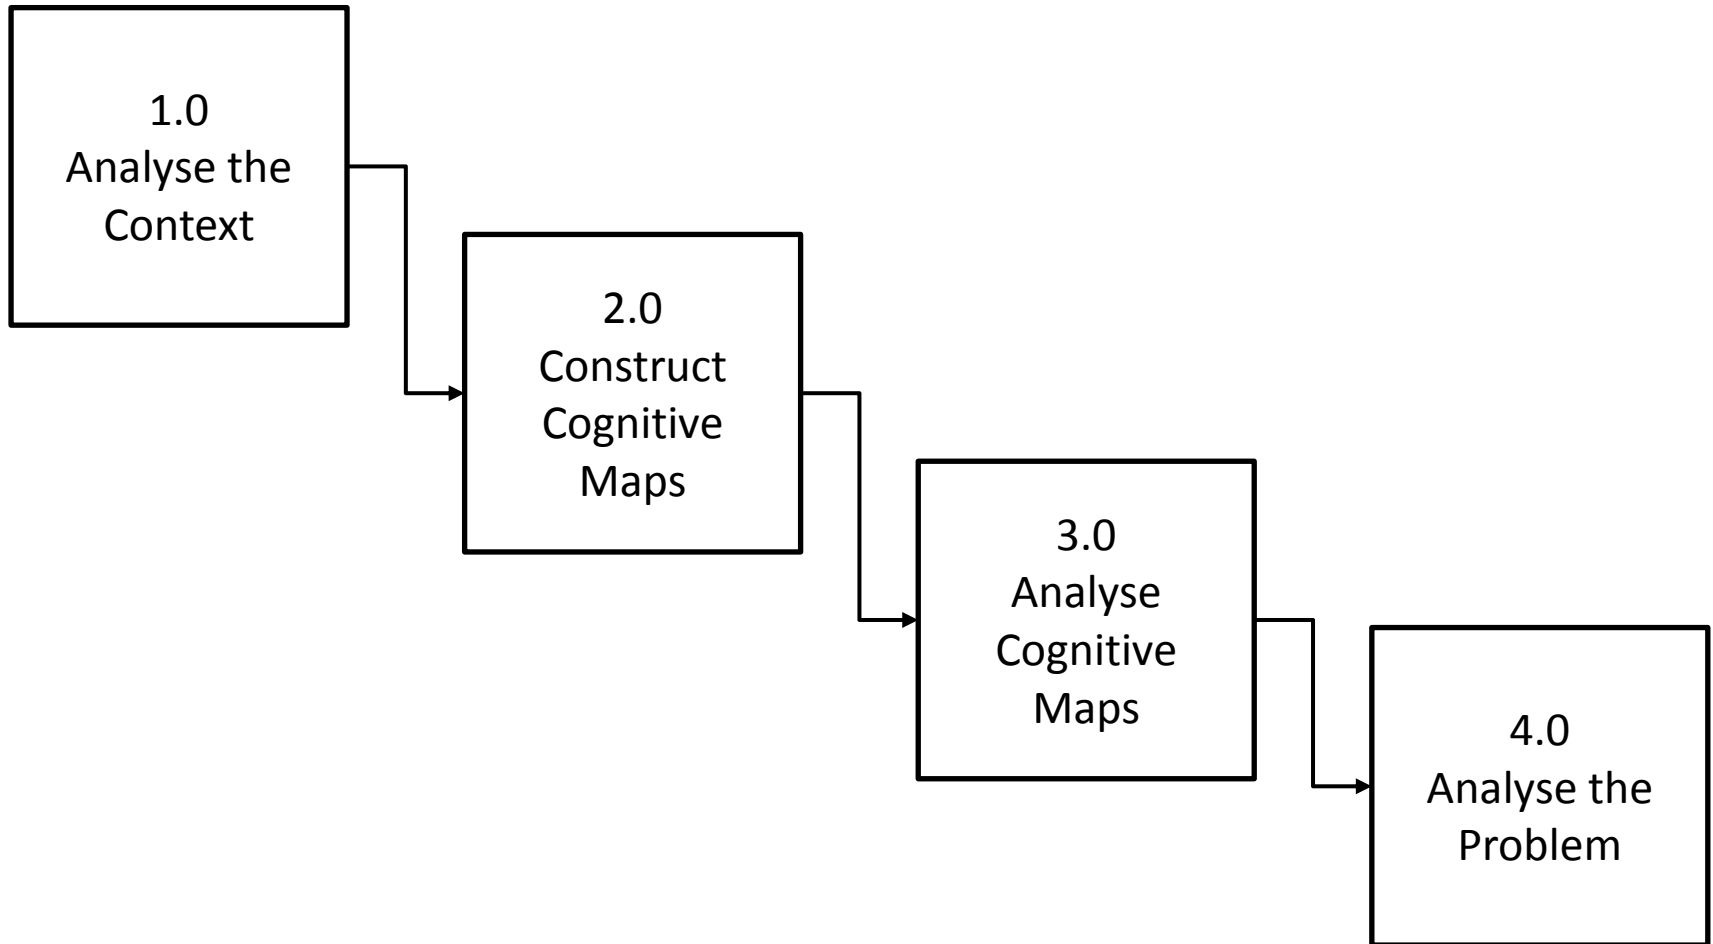 1.0
Analyse the
Context
2.0
Construct
Cognitive
Maps
3.0
Analyse
Cognitive
Maps
4.0
Analyse the
Problem